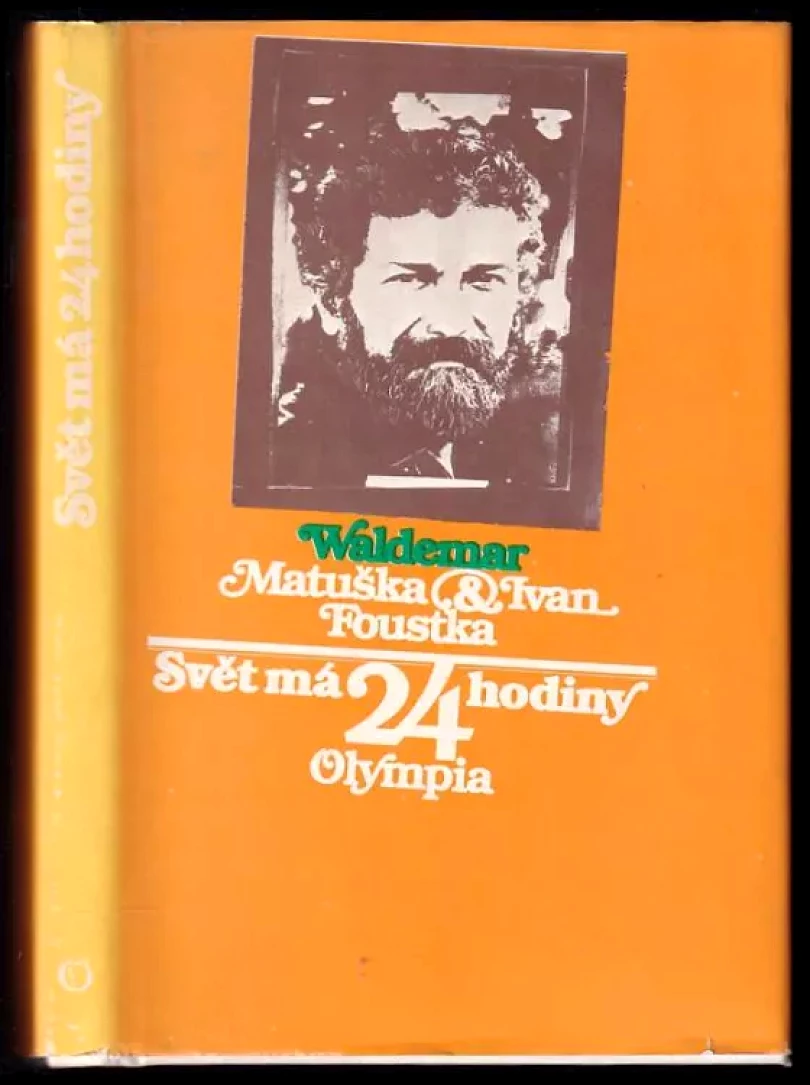 Svět má 24 hodiny
Waldemar
Matuška & Ivan
Foustka
Svět má 24 hodiny
Olympia